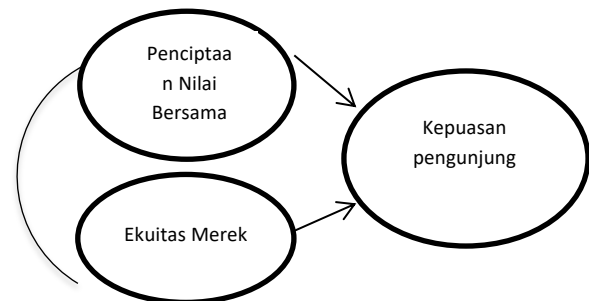 Penciptaa
n Nilai
Bersama
Kepuasan
pengunjung
Ekuitas Merek